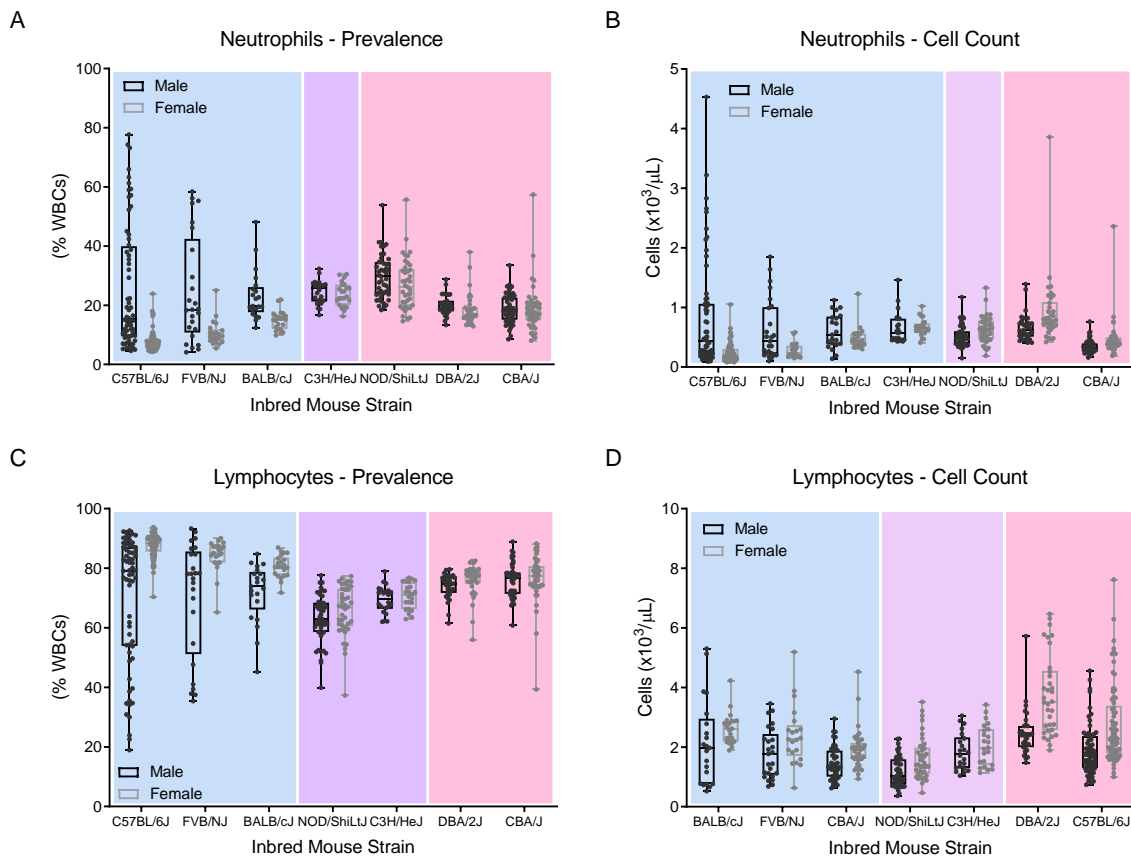 A
Neutrophils - Prevalence
100
80
60
40
20
0
(% WBCs)
Male
Female
C57BL/6J FVB/NJ BALB/cJ C3H/HeJ NOD/ShiLtJ DBA/2J CBA/J
Inbred Mouse Strain
B
Neutrophils - Cell Count
5
4
3
2
1
0
Cells (x10³/µL)
Male
Female
C57BL/6J FVB/NJ BALB/cJ C3H/HeJ NOD/ShiLtJ DBA/2J CBA/J
Inbred Mouse Strain
C
Lymphocytes - Prevalence
100
80
60
40
20
0
(% WBCs)
Male
Female
C57BL/6J FVB/NJ BALB/cJ NOD/ShiLtJ C3H/HeJ DBA/2J CBA/J
Inbred Mouse Strain
D
Lymphocytes - Cell Count
10
8
6
4
2
0
Cells (x10³/µL)
Male
Female
BALB/cJ FVB/NJ CBA/J NOD/ShiLtJ C3H/HeJ DBA/2J C57BL/6J
Inbred Mouse Strain